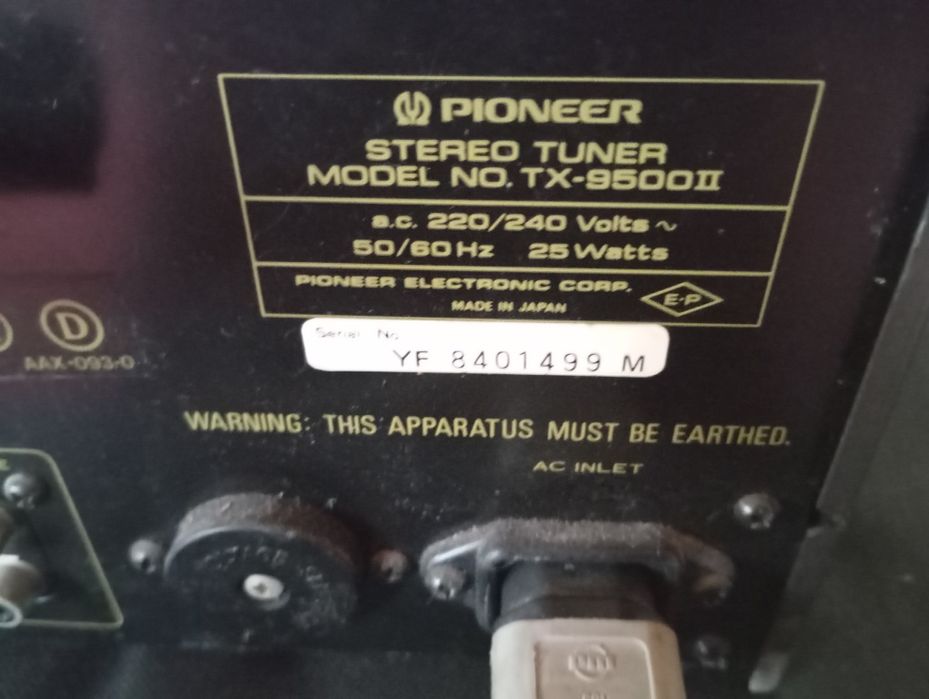 PIONEER
STEREO TUNER
MODEL NO. TX-9500II
a.c. 220/240 Volts ~
50/60 Hz 25 Watts
PIONEER ELECTRONIC CORP.
MADE IN JAPAN
E-P
D
AAX-093-0
Serial No.
YF 8401499 M
WARNING: THIS APPARATUS MUST BE EARTHED.
AC INLET